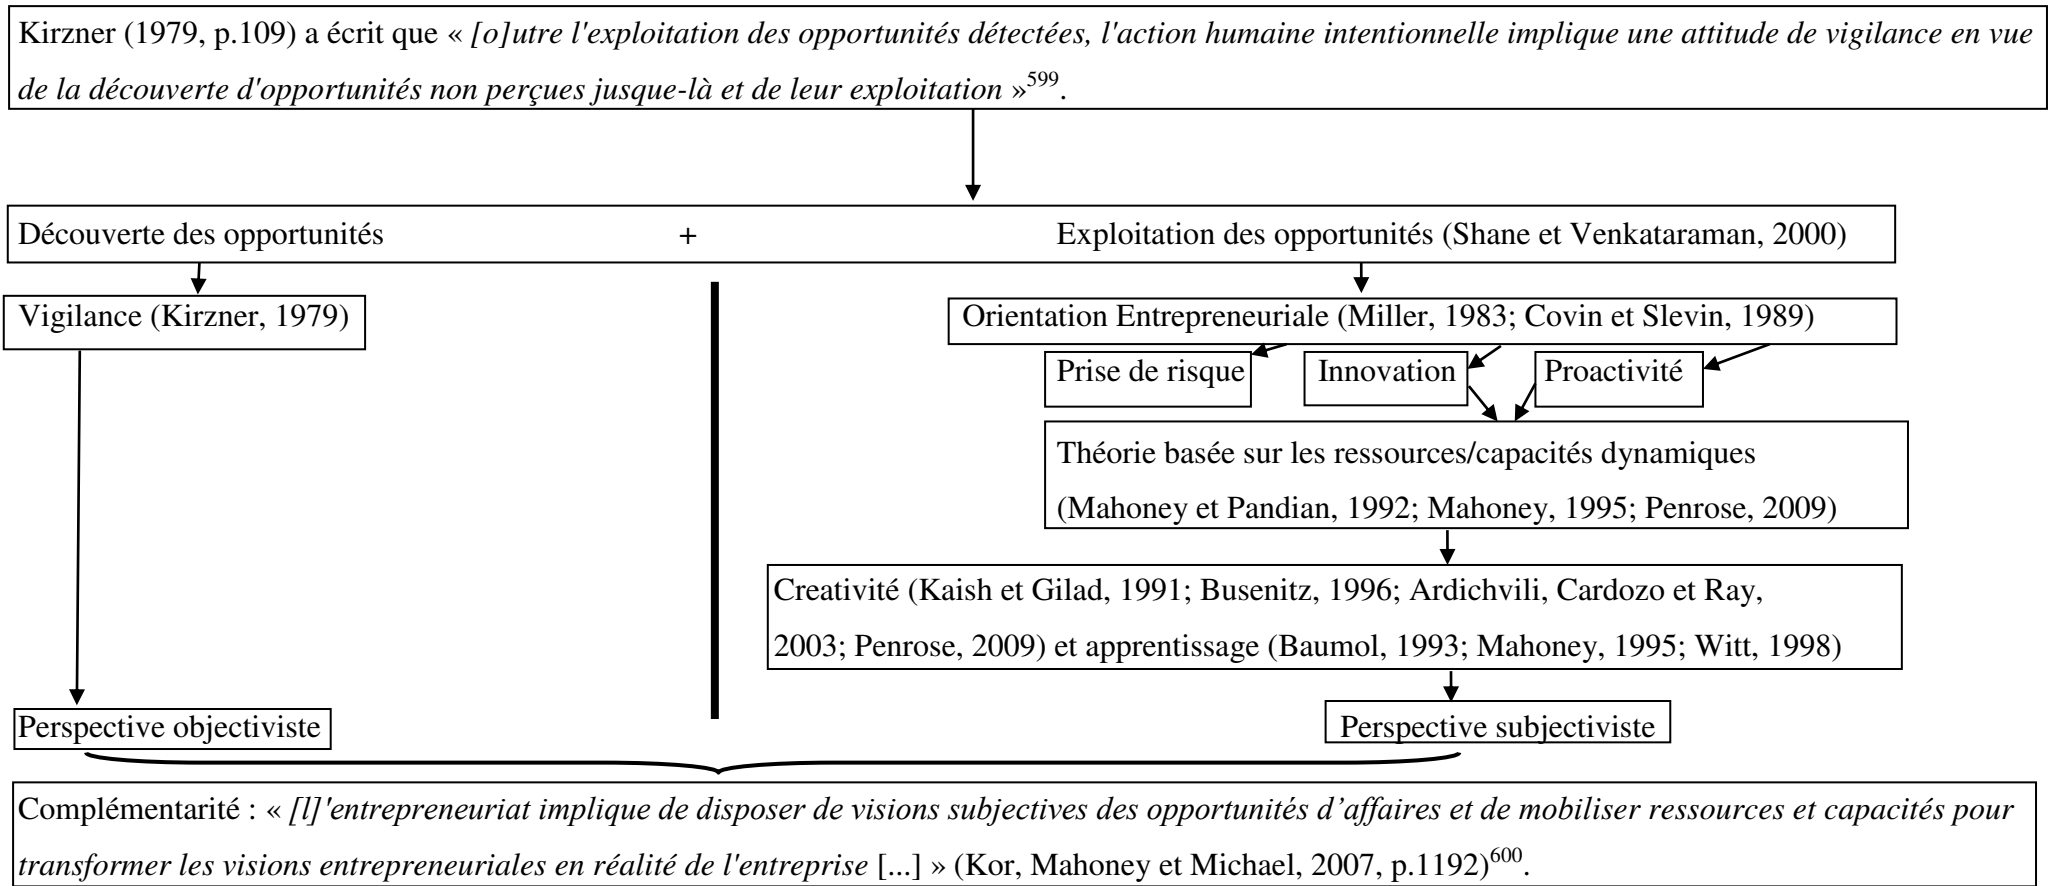 Kirzner (1979, p.109) a écrit que « [o]utre l'exploitation des opportunités détectées, l'action humaine intentionnelle implique une attitude de vigilance en vue
de la découverte d'opportunités non perçues jusque-là et de leur exploitation »599.
Découverte des opportunités + Exploitation des opportunités (Shane et Venkataraman, 2000)
Vigilance (Kirzner, 1979)
Orientation Entrepreneuriale (Miller, 1983; Covin et Slevin, 1989)
Prise de risque
Innovation
Proactivité
Théorie basée sur les ressources/capacités dynamiques
(Mahoney et Pandian, 1992; Mahoney, 1995; Penrose, 2009)
Creativité (Kaish et Gilad, 1991; Busenitz, 1996; Ardichvili, Cardozo et Ray,
2003; Penrose, 2009) et apprentissage (Baumol, 1993; Mahoney, 1995; Witt, 1998)
Perspective objectiviste
Perspective subjectiviste
Complémentarité : « [l]'entrepreneuriat implique de disposer de visions subjectives des opportunités d’affaires et de mobiliser ressources et capacités pour
transformer les visions entrepreneuriales en réalité de l'entreprise [...] » (Kor, Mahoney et Michael, 2007, p.1192)600.